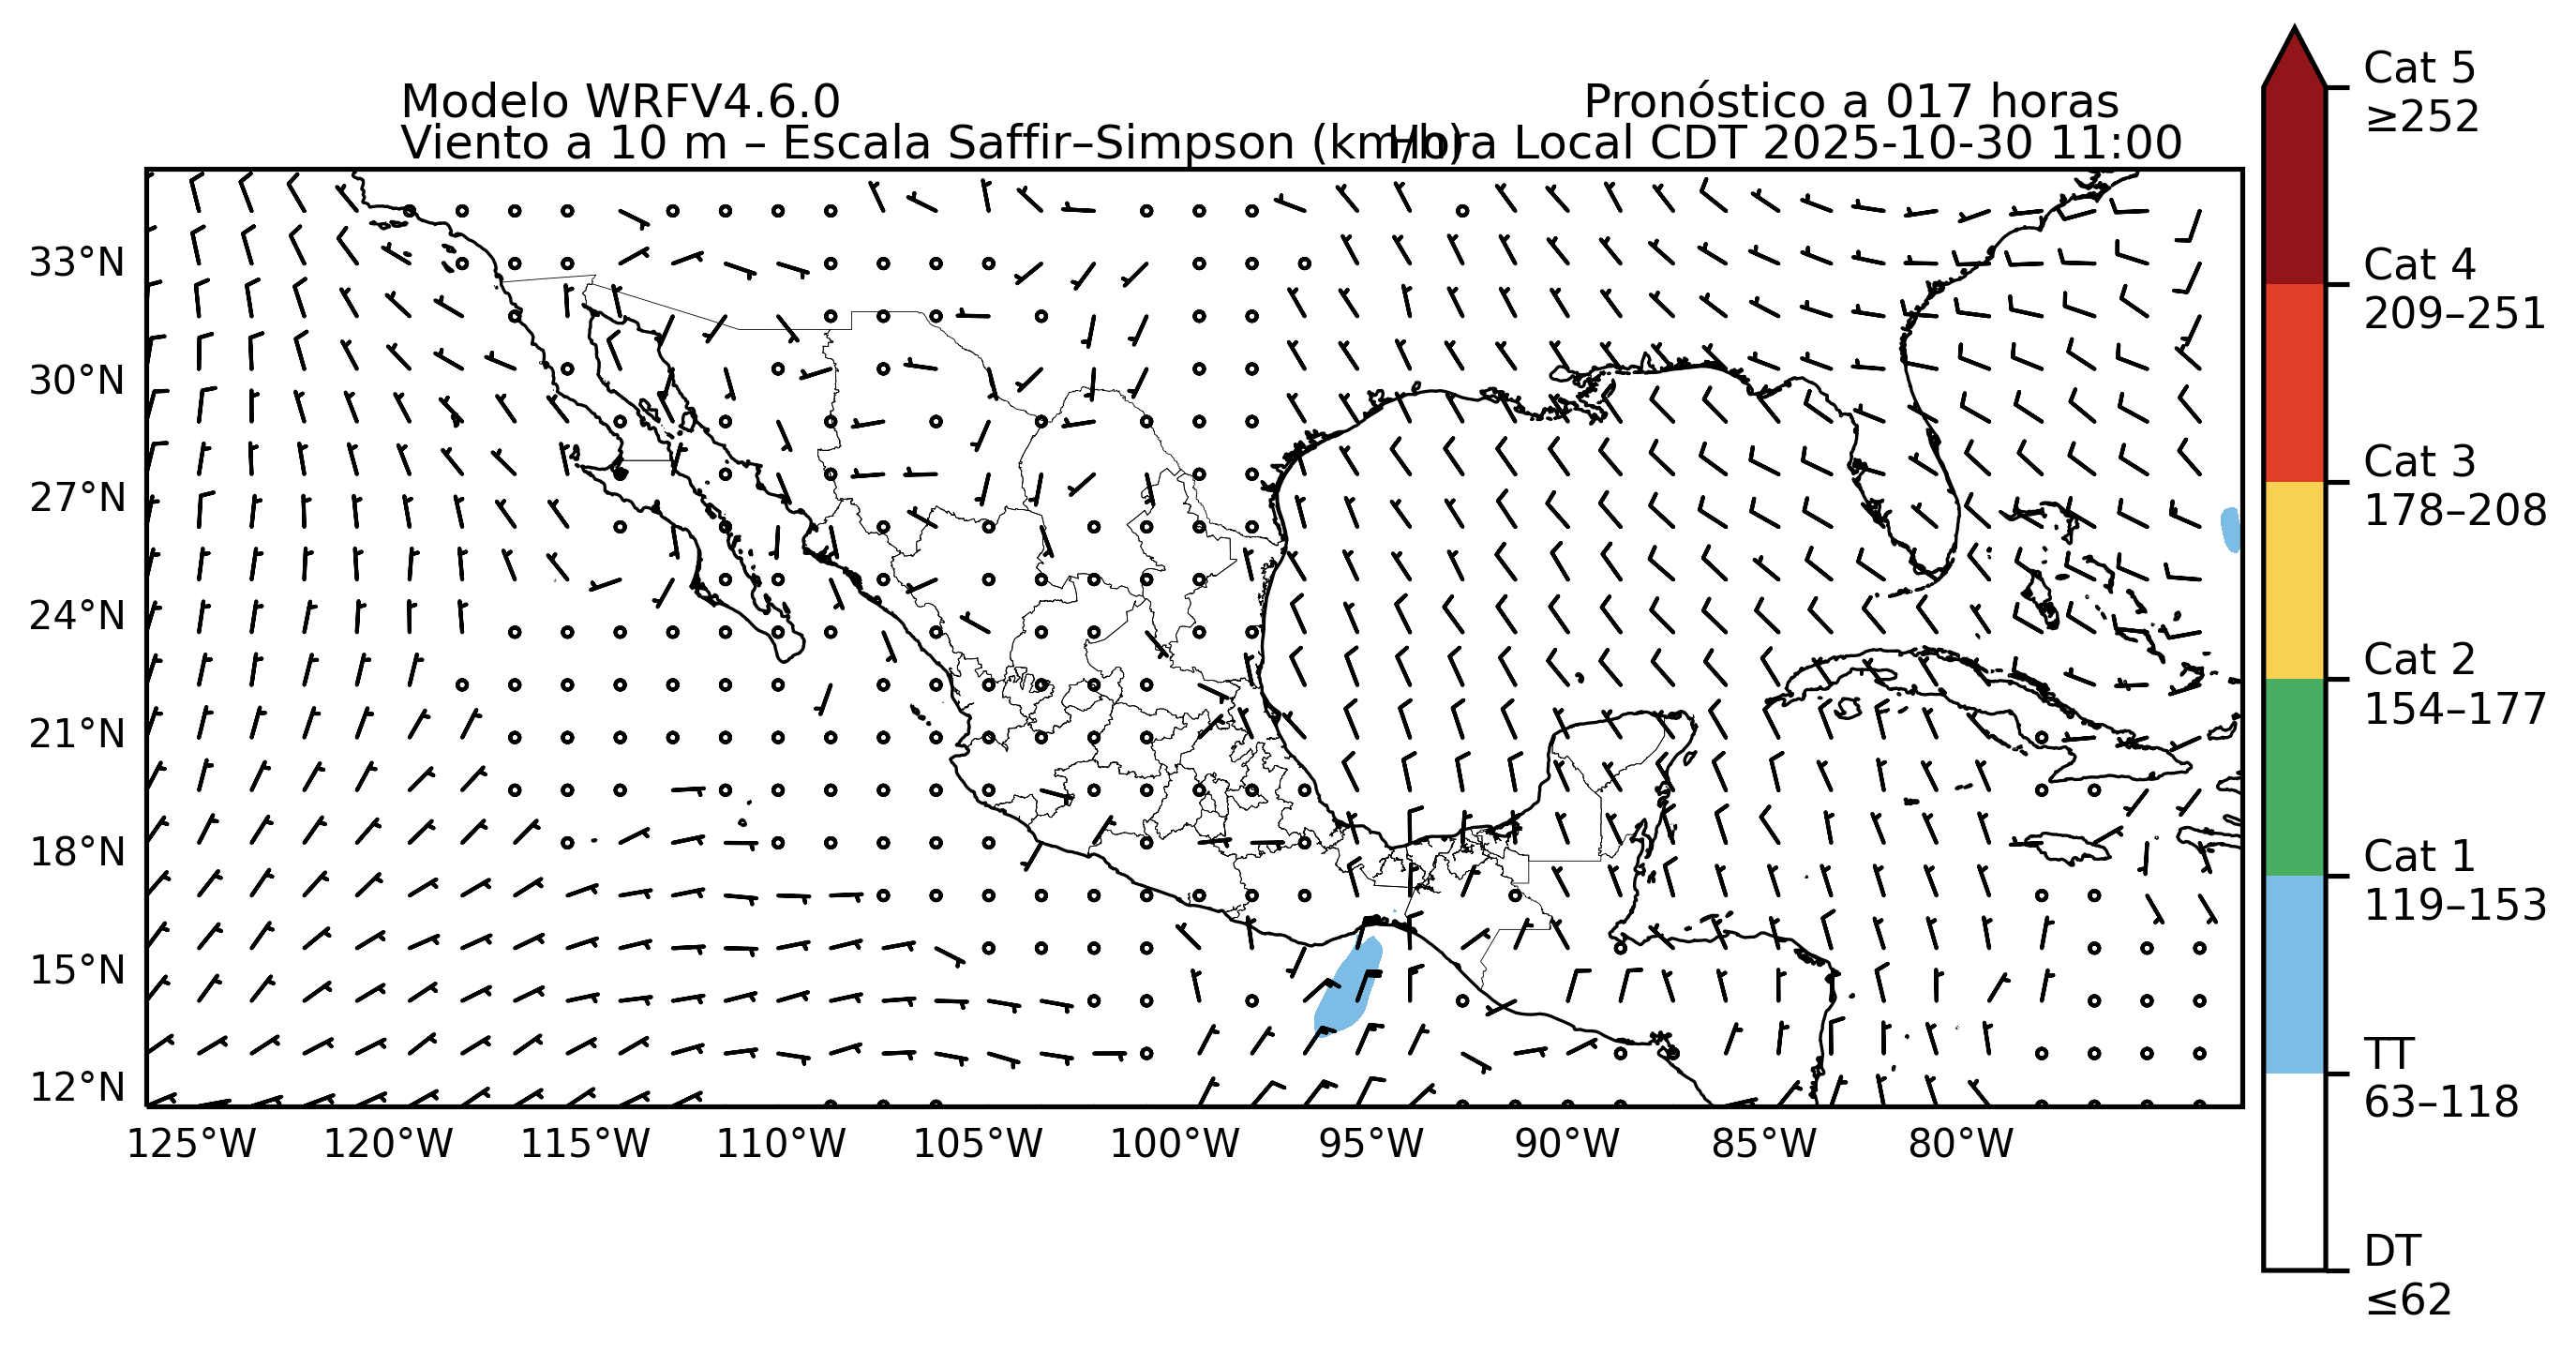 Modelo WRFV4.6.0
Pronóstico a 017 horas
Viento a 10 m – Escala Saffir–Simpson (km/h)
Hora Local CDT 2025-10-30 11:00
33°N
30°N
27°N
24°N
21°N
18°N
15°N
12°N
125°W
120°W
115°W
110°W
105°W
100°W
95°W
90°W
85°W
80°W
Cat 5
≥252
Cat 4
209–251
Cat 3
178–208
Cat 2
154–177
Cat 1
119–153
TT
63–118
DT
≤62